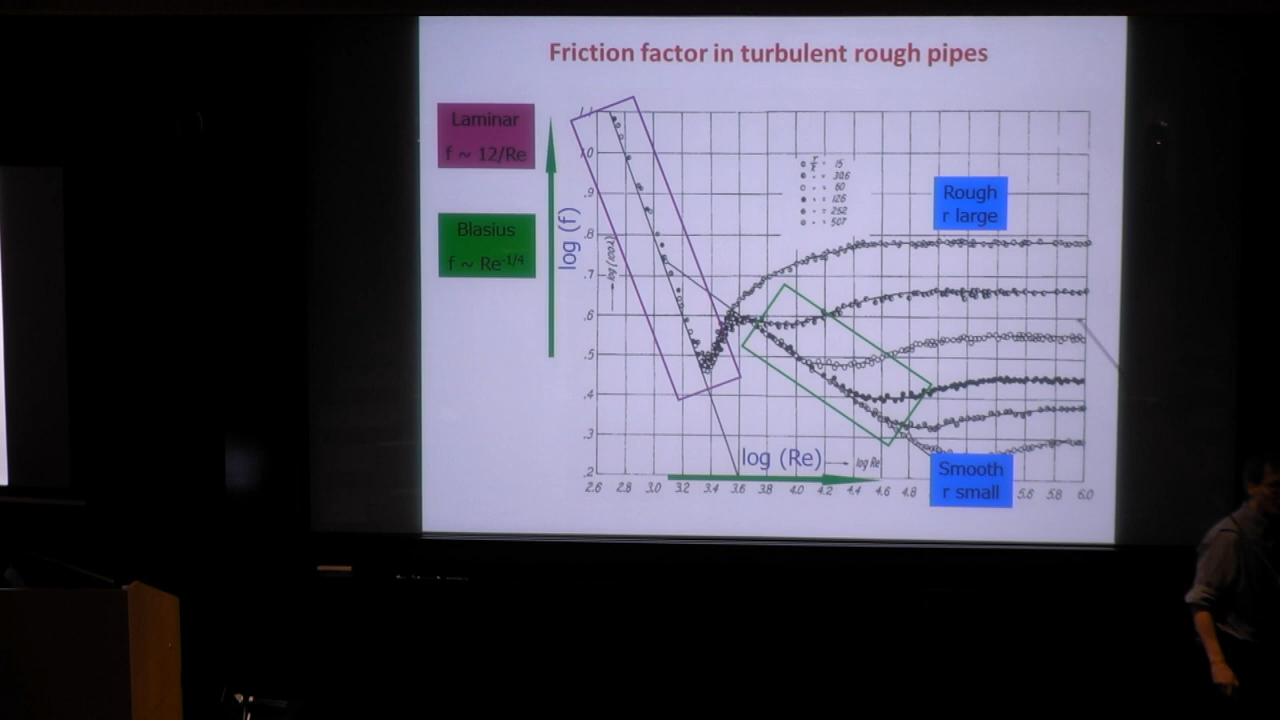 Friction factor in turbulent rough pipes
Laminar
f ~ 12/Re
Blasius
f ~ Re-1/4
log (f)
log (100λ)
1.1
1.0
.9
.8
.7
.6
.5
.4
.3
.2
r/k = 15
" = 30.6
" = 60
" = 126
" = 252
" = 507
Rough
r large
Smooth
r small
log (Re)
log Re
2.6 2.8 3.0 3.2 3.4 3.6 3.8 4.0 4.2 4.4 4.6 4.8 5.6 5.8 6.0